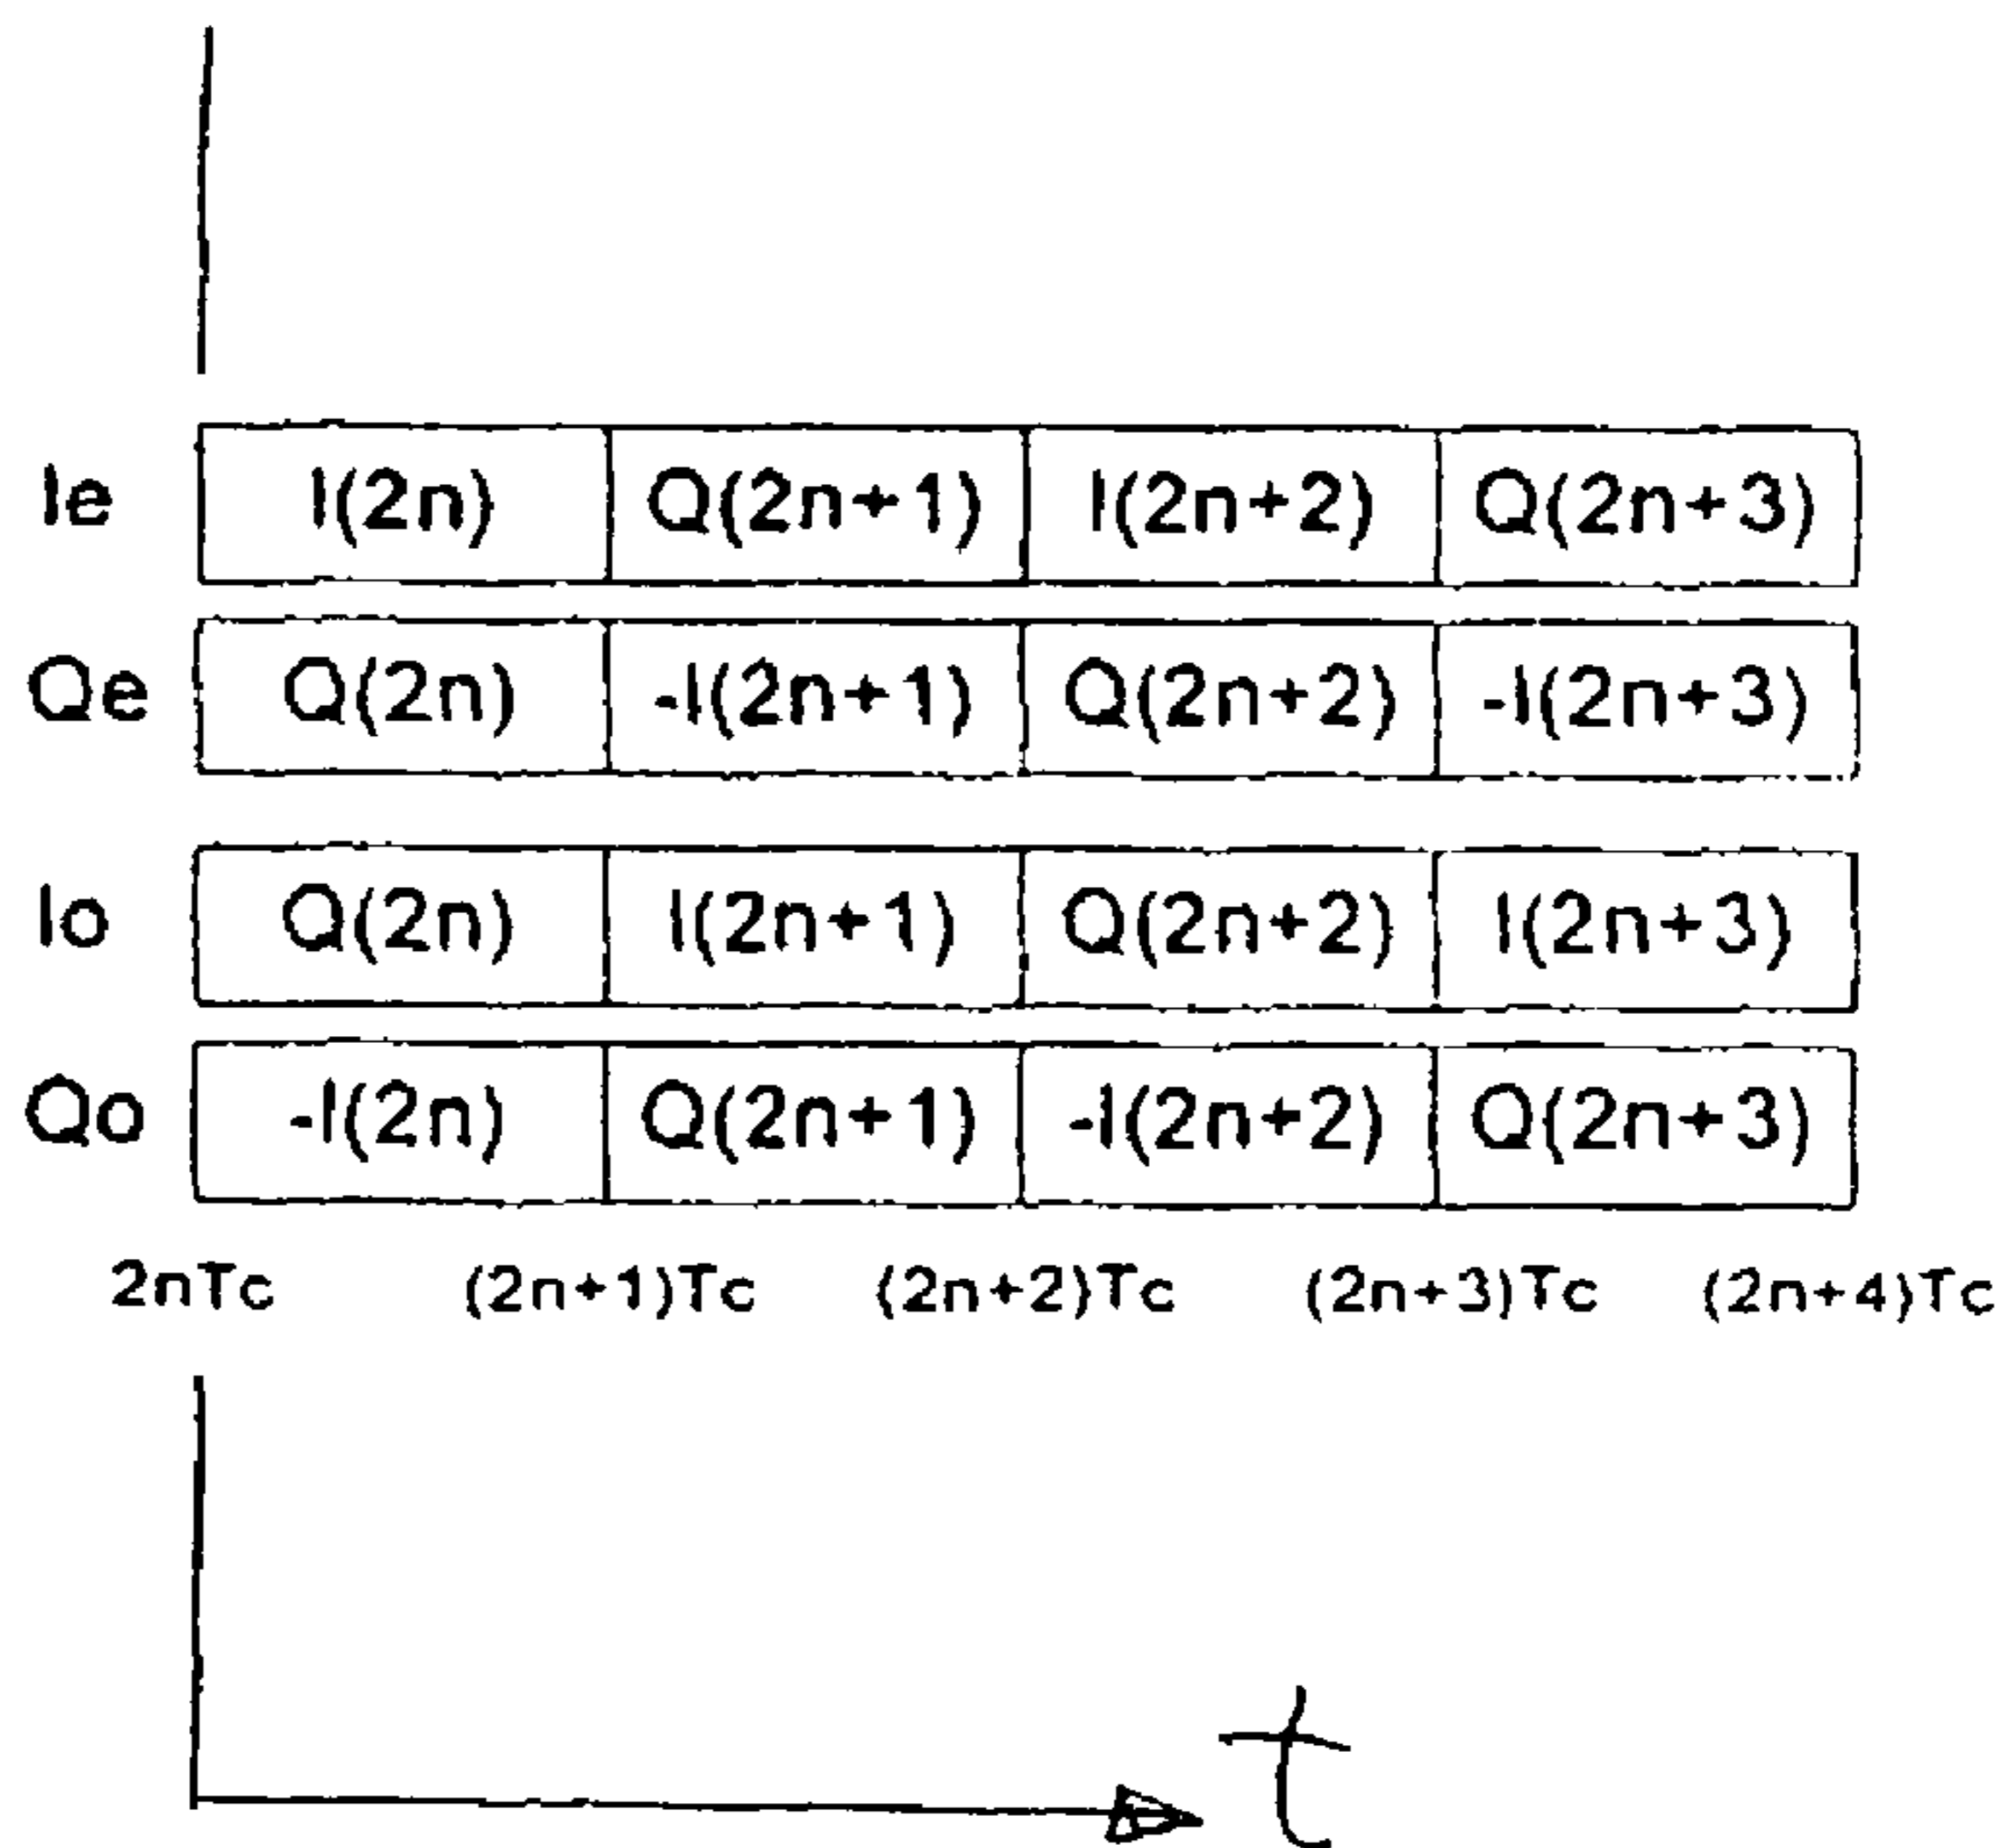 Ie I(2n) Q(2n+1) I(2n+2) Q(2n+3)
Qe Q(2n) -I(2n+1) Q(2n+2) -I(2n+3)
Io Q(2n) I(2n+1) Q(2n+2) I(2n+3)
Qo -I(2n) Q(2n+1) -I(2n+2) Q(2n+3)
2nTc (2n+1)Tc (2n+2)Tc (2n+3)Tc (2n+4)Tc
t